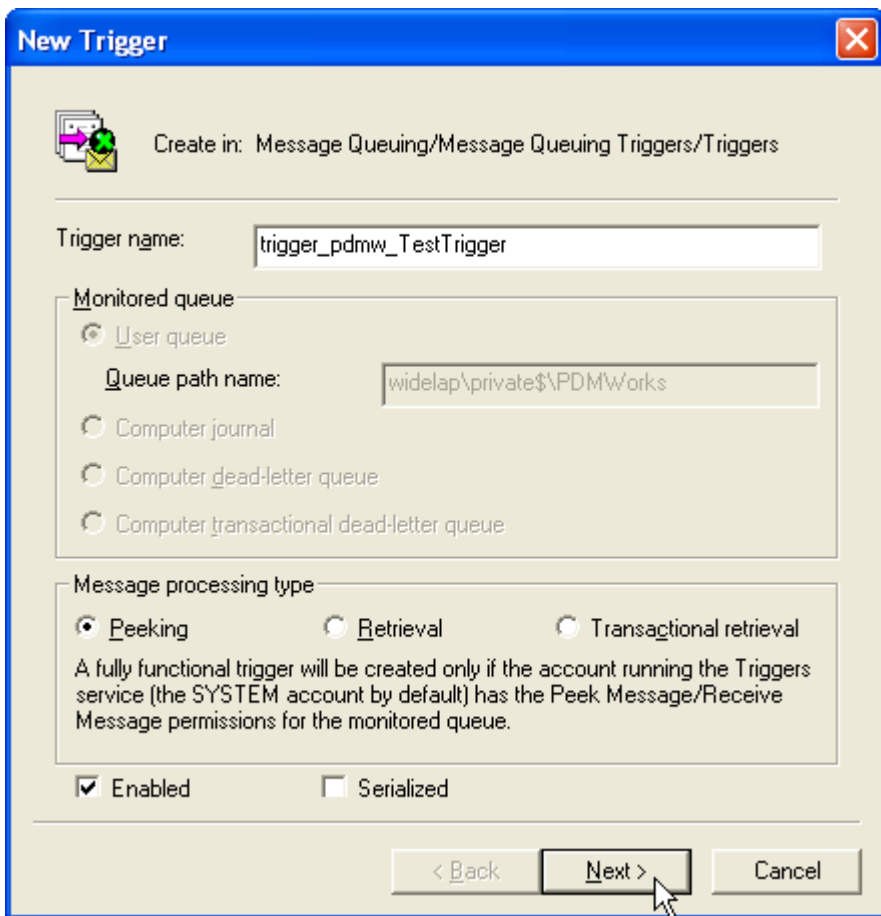 New Trigger
Create in: Message Queuing/Message Queuing Triggers/Triggers
Trigger name: trigger_pdmw_TestTrigger
Monitored queue
User queue
Queue path name: widelap\private$\PDMWorks
Computer journal
Computer dead-letter queue
Computer transactional dead-letter queue
Message processing type
Peeking Retrieval Transactional retrieval
A fully functional trigger will be created only if the account running the Triggers
service (the SYSTEM account by default) has the Peek Message/Receive
Message permissions for the monitored queue.
Enabled Serialized
< Back Next > Cancel